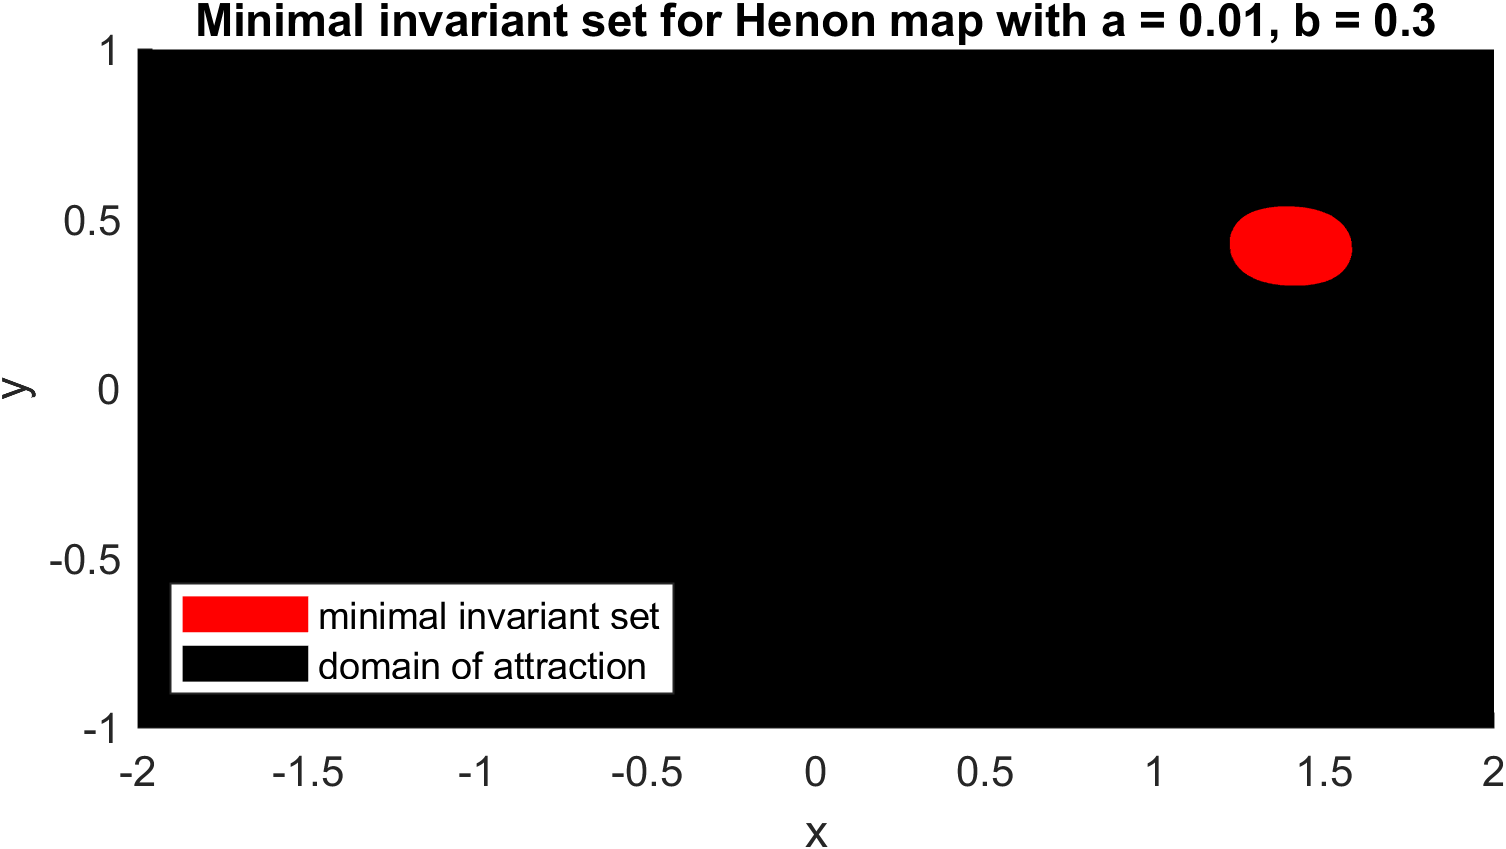 Minimal invariant set for Henon map with a = 0.01, b = 0.3
1
0.5
0
-0.5
-1
y
minimal invariant set
domain of attraction
-2 -1.5 -1 -0.5 0 0.5 1 1.5 2
x